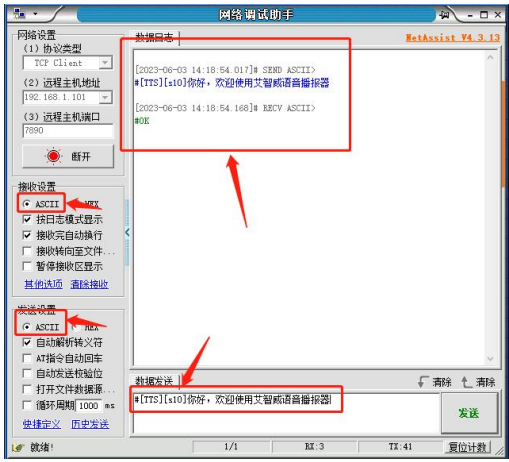 网络调试助手
网络设置
(1) 协议类型
TCP Client
(2) 远程主机地址
192.168.1.101
(3) 远程主机端口
7890
断开
接收设置
ASCII HEX
按日志模式显示
接收完自动换行
接收转向至文件...
暂停接收区显示
其他选项 清除接收
发送设置
ASCII HEX
自动解析转义符
AT指令自动回车
自动发送校验位
打开文件数据源...
循环周期 1000 ms
快捷定义 历史发送
数据日志
NetAssist V4.3.13
[2023-06-03 14:18:54.017]# SEND ASCII>
#[TTS][s10]你好，欢迎使用艾智威语音播报器
[2023-06-03 14:18:54.168]# RECV ASCII>
#OK
数据发送
清除 清除
#[TTS][s10]你好，欢迎使用艾智威语音播报器
发送
就绪!
1/1
RX:3
TX:41
复位计数